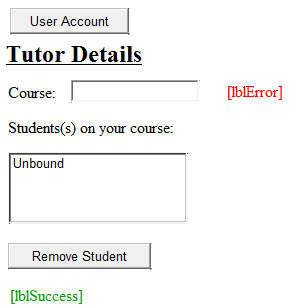 User Account
Tutor Details
Course: [lblError]
Students(s) on your course:
Unbound
Remove Student
[lblSuccess]